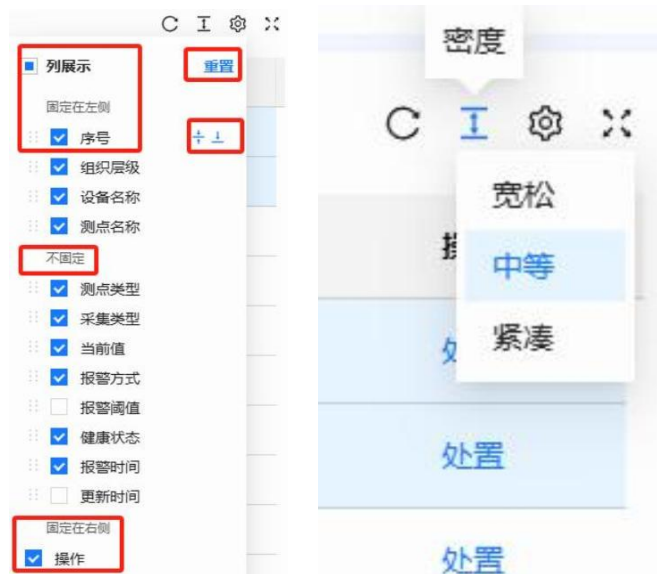 列展示 重置
固定在左侧
序号
组织层级
设备名称
测点名称
不固定
测点类型
采集类型
当前值
报警方式
报警阈值
健康状态
报警时间
更新时间
固定在右侧
操作
密度
宽松
中等
紧凑
处置
处置